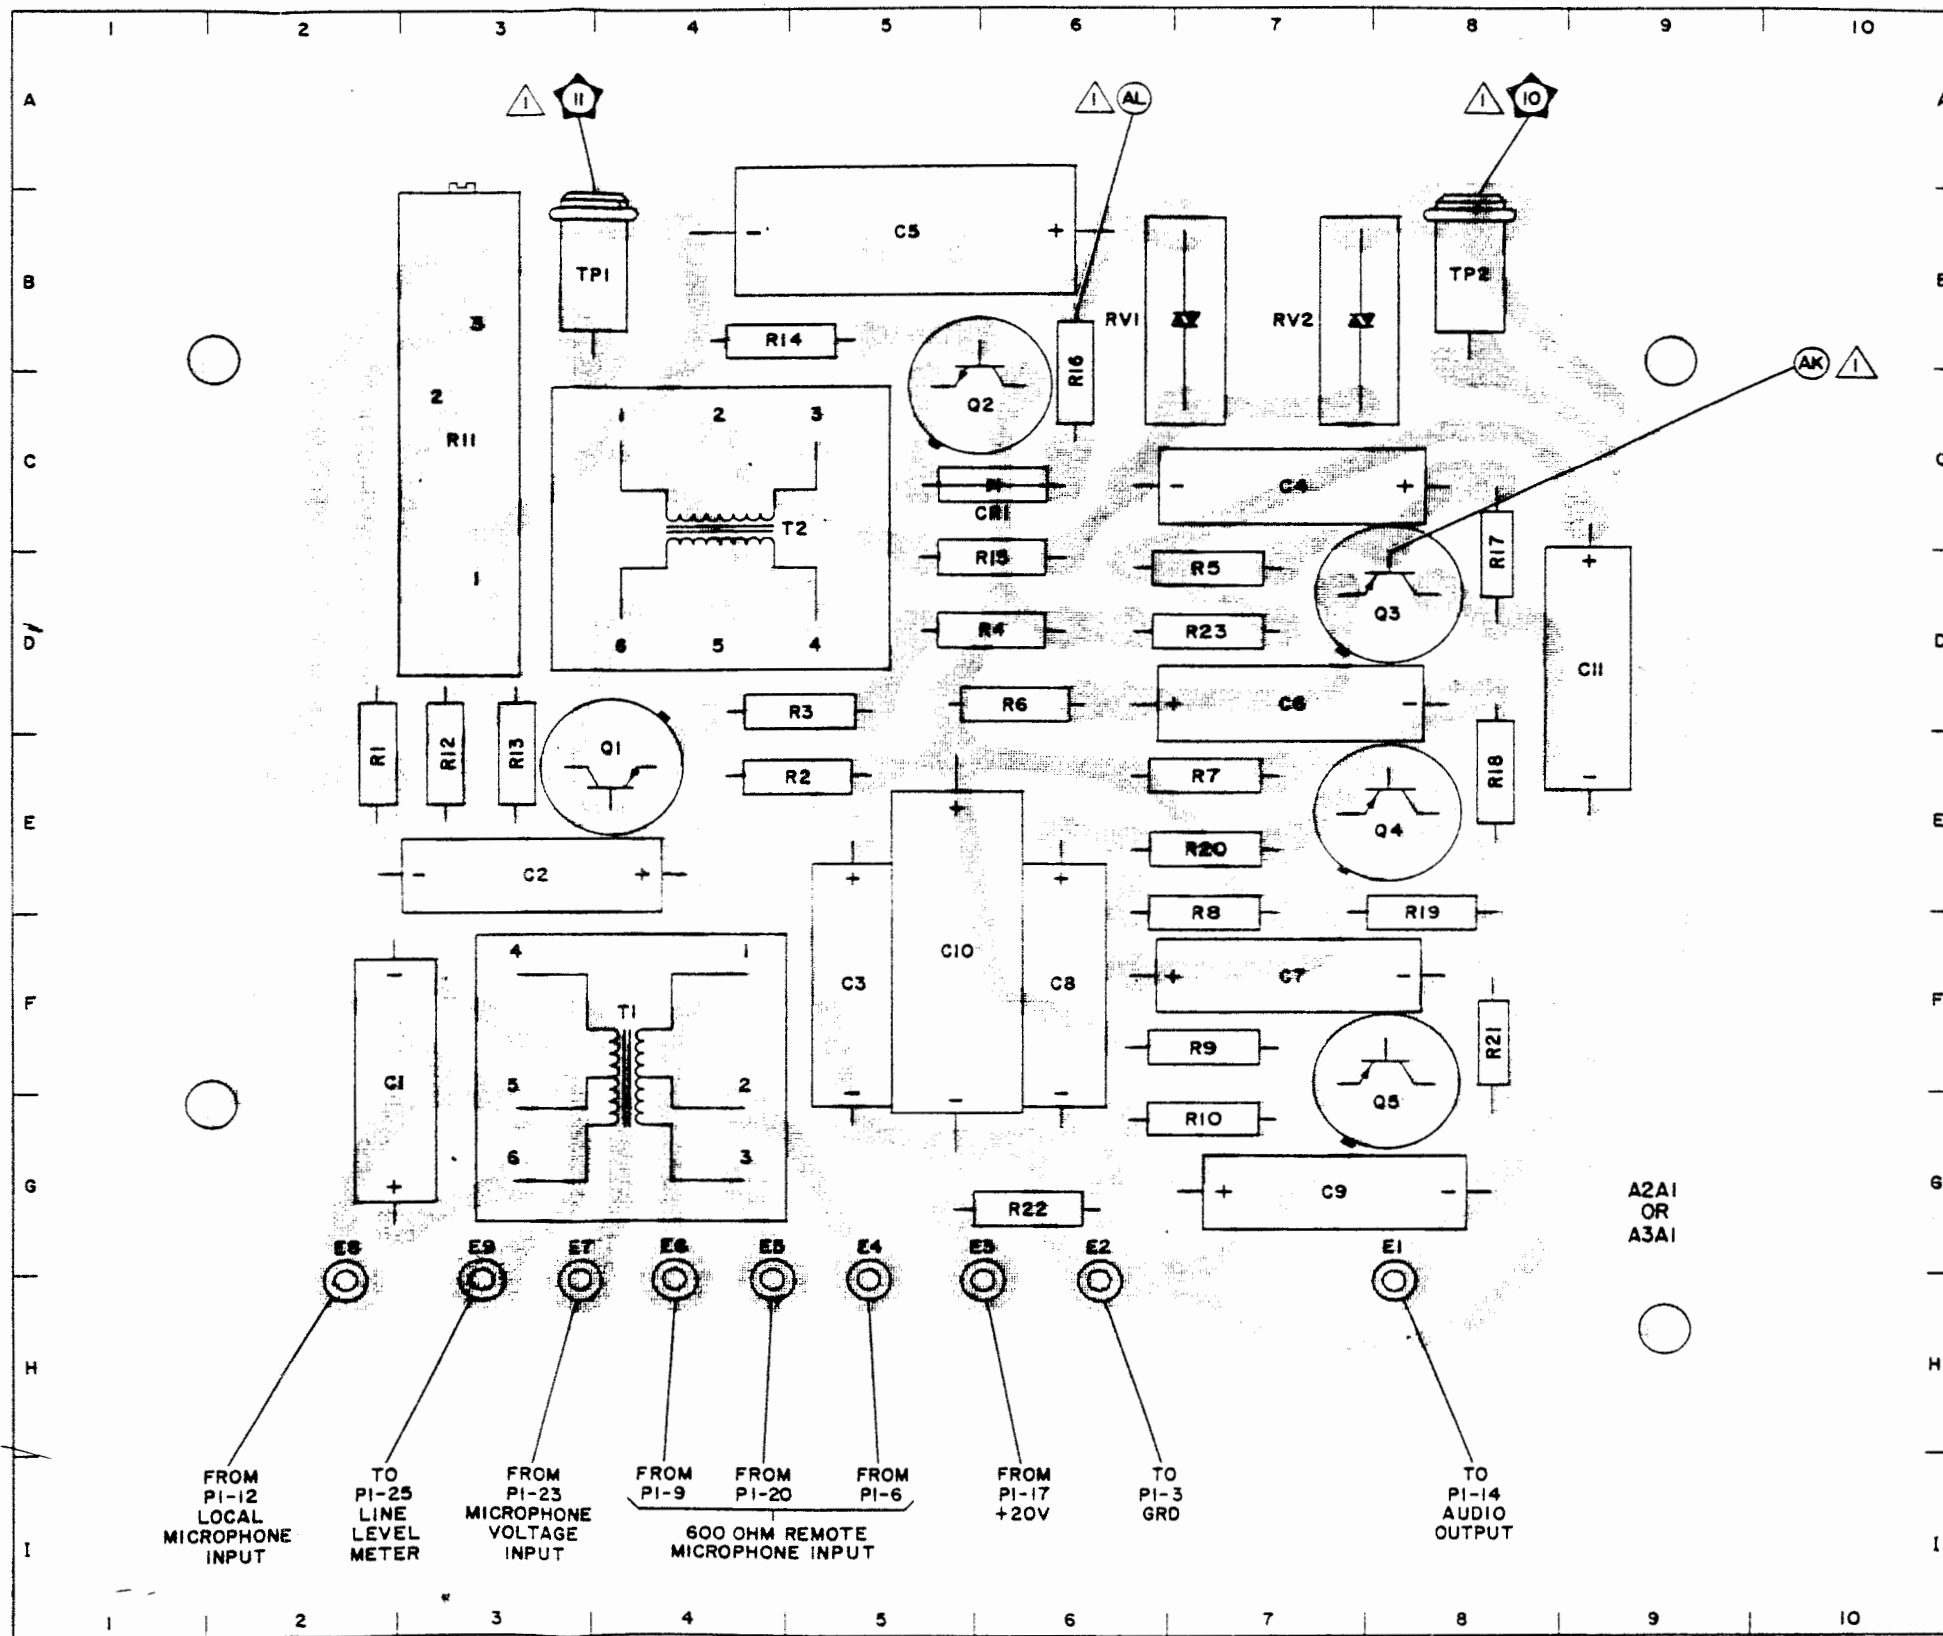 1 2 3 4 5 6 7 8 9 10
A 1 11 1 AL 1 10 A
C5
B TP1 TP2 B
3 RV1 RV2
R14
R16
AK 1
2 1 2 3 Q2
R11
C C
C4
CR1
T2
R15 R17
1 R5
Q3
R4 R23
D 6 5 4 D
C11
R3 R6 C6
R1 R12 R13 Q1
R2 R7 R18
E Q4 E
R20
C2
R8 R19
4 1 C10
C3 C8 C7
F T1 F
R9 R21
C1 5 2
Q5
R10
6 3
G C9 G
A2A1
R22 OR
A3A1
E8 E9 E7 E6 E5 E4 E3 E2 E1
H H
FROM
P1-12
LOCAL
MICROPHONE
INPUT
TO
P1-25
LINE
LEVEL
METER
FROM
P1-23
MICROPHONE
VOLTAGE
INPUT
FROM
P1-9
FROM
P1-20
FROM
P1-6
600 OHM REMOTE
MICROPHONE INPUT
FROM
P1-17
+20V
TO
P1-3
GRD
TO
P1-14
AUDIO
OUTPUT
I I
1 2 3 4 5 6 7 8 9 10